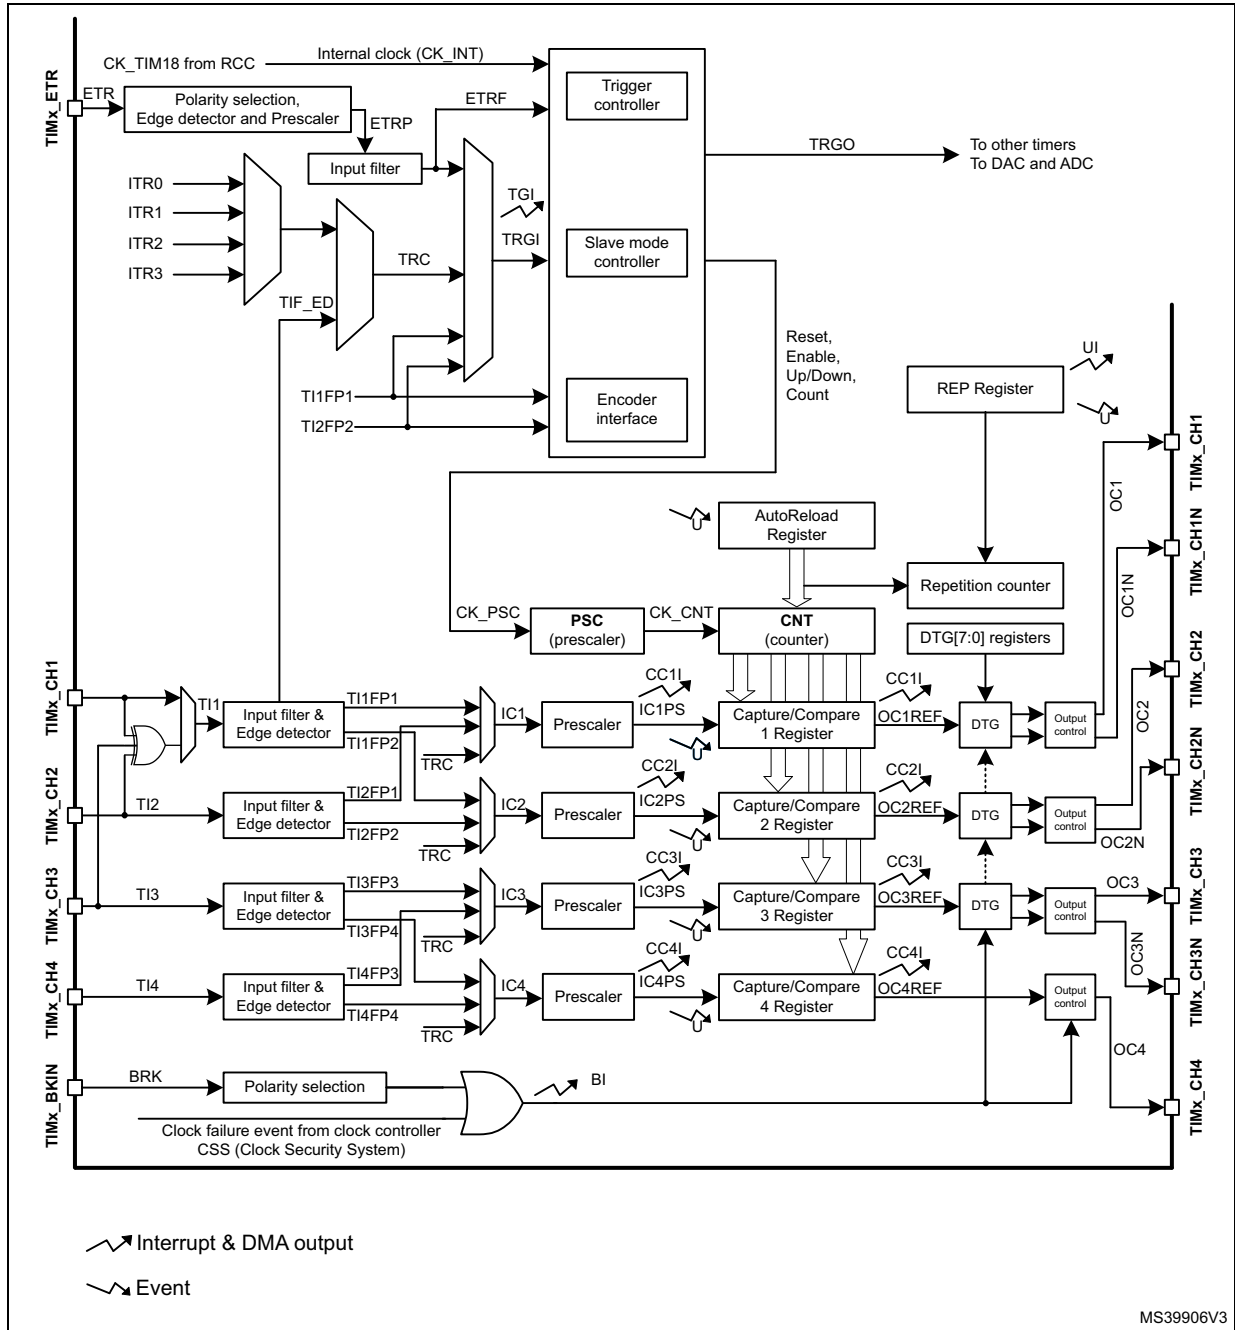 CK_TIM18 from RCC
Internal clock (CK_INT)
TIMx_ETR
ETR
Polarity selection,
Edge detector and Prescaler
ETRP
ETRF
Input filter
Trigger
controller
TRGO
To other timers
To DAC and ADC
ITR0
ITR1
ITR2
ITR3
TGI
TRGI
TRC
TIF_ED
Slave mode
controller
Reset,
Enable,
Up/Down,
Count
TI1FP1
TI2FP2
Encoder
interface
REP Register
UI
U
U
AutoReload
Register
Repetition counter
CK_PSC
PSC
(prescaler)
CK_CNT
CNT
(counter)
DTG[7:0] registers
TIMx_CH1
TI1
Input filter &
Edge detector
TI1FP1
TI1FP2
TRC
IC1
Prescaler
CC1I
IC1PS
U
Capture/Compare
1 Register
CC1I
OC1REF
DTG
Output
control
OC1
TIMx_CH1
OC1N
TIMx_CH1N
TIMx_CH2
TI2
Input filter &
Edge detector
TI2FP1
TI2FP2
TRC
IC2
Prescaler
CC2I
IC2PS
U
Capture/Compare
2 Register
CC2I
OC2REF
DTG
Output
control
OC2
TIMx_CH2
OC2N
TIMx_CH2N
TIMx_CH3
TI3
Input filter &
Edge detector
TI3FP3
TI3FP4
TRC
IC3
Prescaler
CC3I
IC3PS
U
Capture/Compare
3 Register
CC3I
OC3REF
DTG
Output
control
OC3
TIMx_CH3
OC3N
TIMx_CH3N
TIMx_CH4
TI4
Input filter &
Edge detector
TI4FP3
TI4FP4
TRC
IC4
Prescaler
CC4I
IC4PS
U
Capture/Compare
4 Register
CC4I
OC4REF
Output
control
OC4
TIMx_CH4
TIMx_BKIN
BRK
Polarity selection
BI
Clock failure event from clock controller
CSS (Clock Security System)
Interrupt & DMA output
Event
MS39906V3